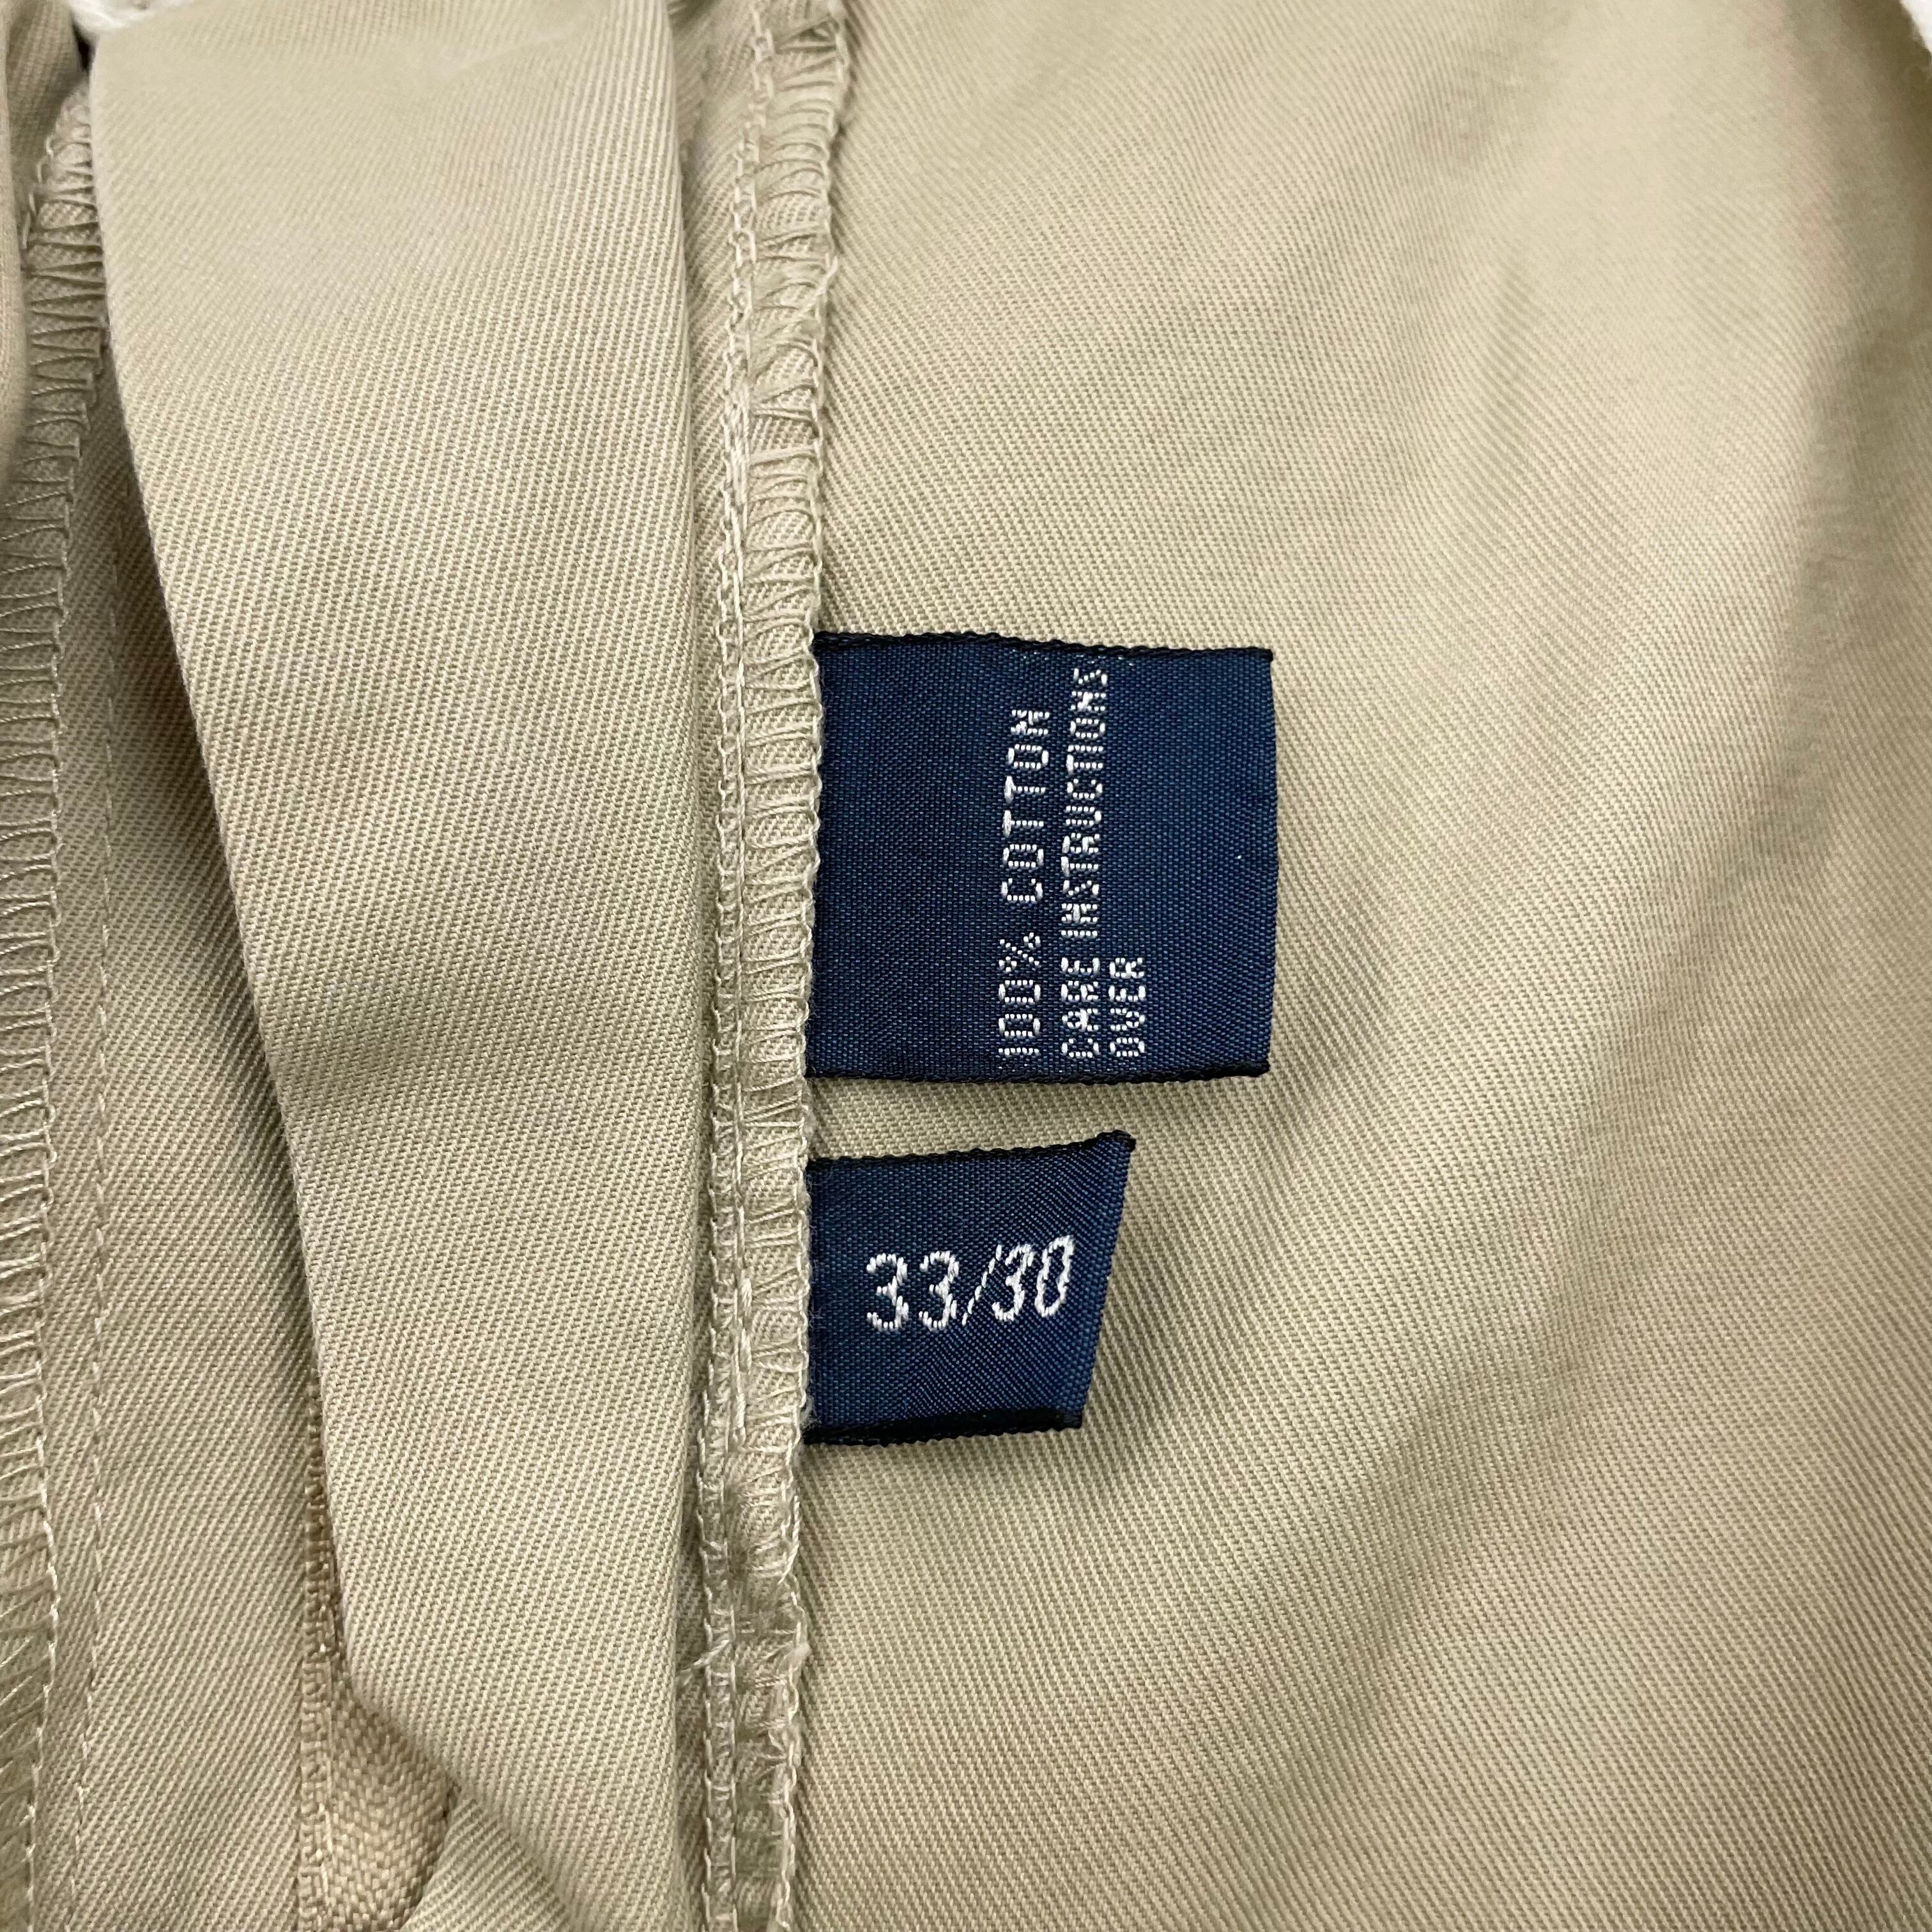 100% COTTON
CARE INSTRUCTIONS
OVER
33/30